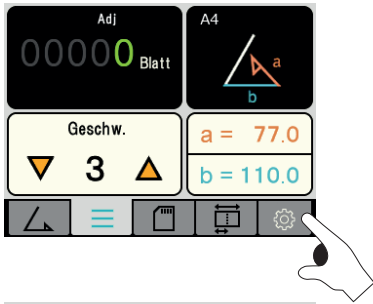 Adj
00000 Blatt
A4
a
b
Geschw.
3
a = 77.0
b = 110.0